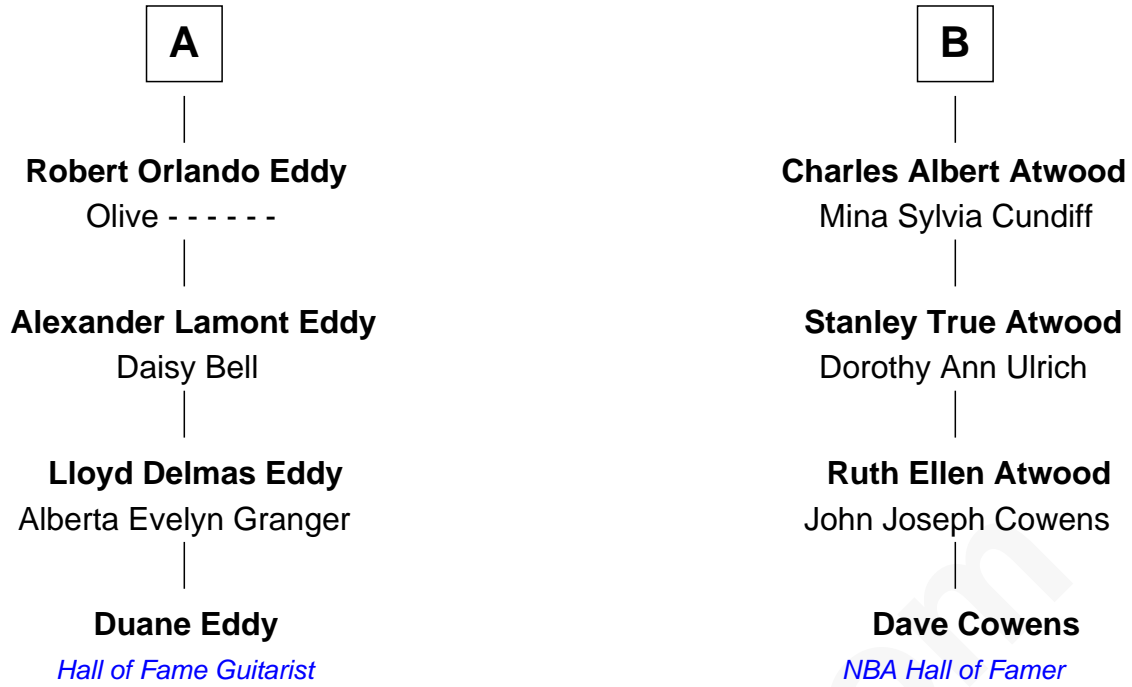 A
Robert Orlando Eddy
Olive - - - - - -
Alexander Lamont Eddy
Daisy Bell
Lloyd Delmas Eddy
Alberta Evelyn Granger
Duane Eddy
Hall of Fame Guitarist
B
Charles Albert Atwood
Mina Sylvia Cundiff
Stanley True Atwood
Dorothy Ann Ulrich
Ruth Ellen Atwood
John Joseph Cowens
Dave Cowens
NBA Hall of Famer